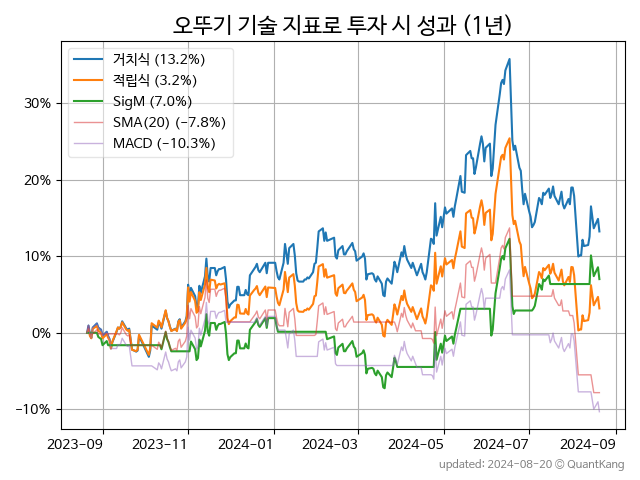 오뚜기 기술 지표로 투자 시 성과 (1년)
거치식 (13.2%)
적립식 (3.2%)
SigM (7.0%)
SMA(20) (-7.8%)
MACD (-10.3%)
30%
20%
10%
0%
-10%
2023-09 2023-11 2024-01 2024-03 2024-05 2024-07 2024-09
updated: 2024-08-20 © QuantKang